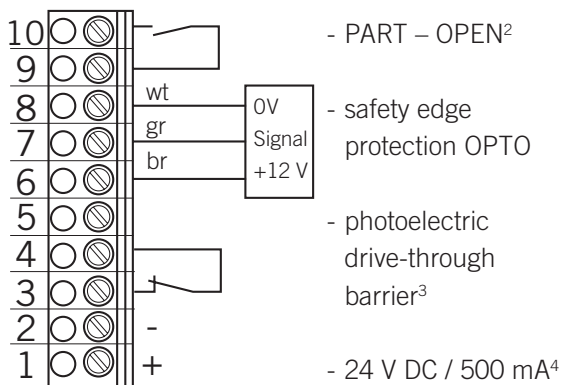 10
- PART – OPEN²
9
8
wt
0V
- safety edge
7
gr
Signal
protection OPTO
6
br
+12 V
5
- photoelectric
4
drive-through
3
barrier³
2
-
1
+
- 24 V DC / 500 mA⁴